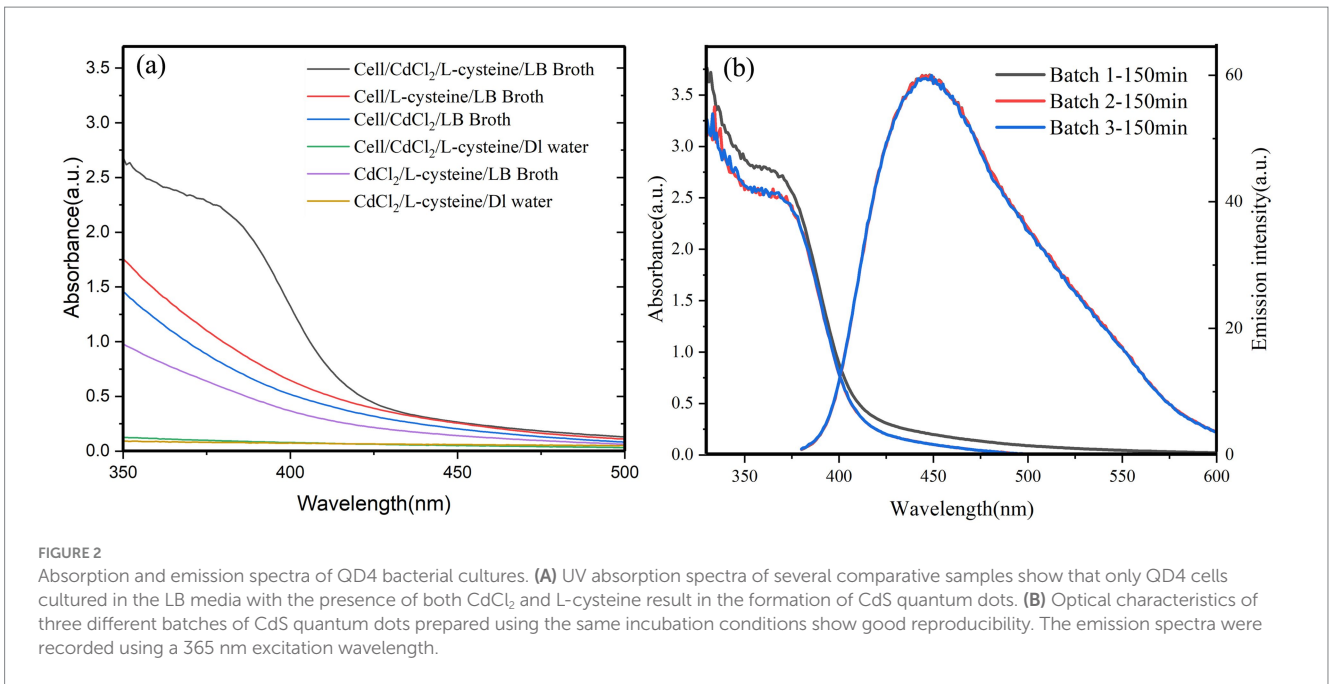 (a)
Cell/CdCl₂/L-cysteine/LB Broth
Cell/L-cysteine/LB Broth
Cell/CdCl₂/LB Broth
Cell/CdCl₂/L-cysteine/Dl water
CdCl₂/L-cysteine/LB Broth
CdCl₂/L-cysteine/Dl water
3.5
3.0
2.5
2.0
1.5
1.0
0.5
0.0
Absorbance(a.u.)
350
400
450
500
Wavelength(nm)
(b)
Batch 1-150min
Batch 2-150min
Batch 3-150min
3.5
3.0
2.5
2.0
1.5
1.0
0.5
0.0
Absorbance(a.u.)
60
40
20
0
Emission intensity(a.u.)
350
400
450
500
550
600
Wavelength(nm)
FIGURE 2
Absorption and emission spectra of QD4 bacterial cultures. (A) UV absorption spectra of several comparative samples show that only QD4 cells
cultured in the LB media with the presence of both CdCl₂ and L-cysteine result in the formation of CdS quantum dots. (B) Optical characteristics of
three different batches of CdS quantum dots prepared using the same incubation conditions show good reproducibility. The emission spectra were
recorded using a 365 nm excitation wavelength.